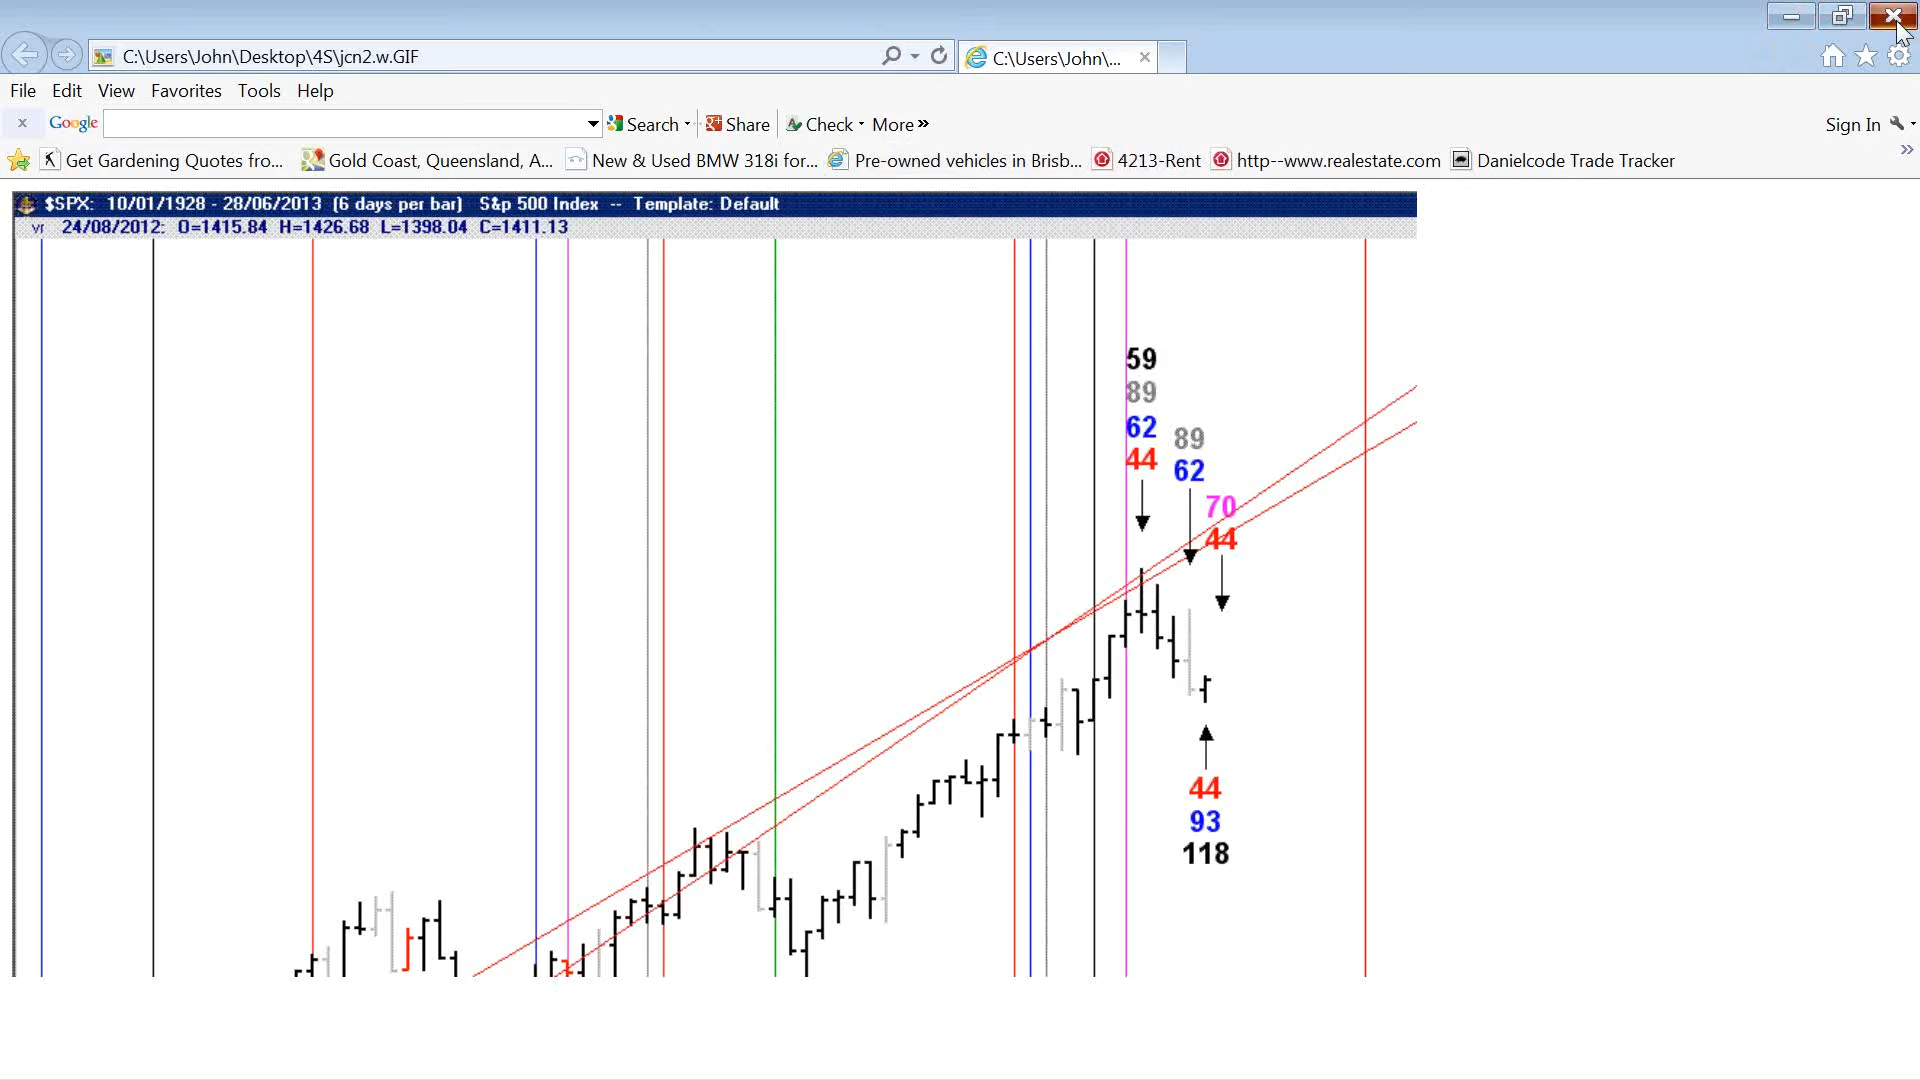 C:\Users\John\Desktop\4S\jcn2.w.GIF
C:\Users\John\...
File Edit View Favorites Tools Help
x Google Search Share Check More »
Sign In
Get Gardening Quotes fro... Gold Coast, Queensland, A... New & Used BMW 318i for... Pre-owned vehicles in Brisb... 4213-Rent http--www.realestate.com Danielcode Trade Tracker »
$SPX: 10/01/1928 - 28/06/2013 (6 days per bar) S&p 500 Index -- Template: Default
24/08/2012: O=1415.84 H=1426.68 L=1398.04 C=1411.13
59
89
62
44
89
62
70
44
44
93
118